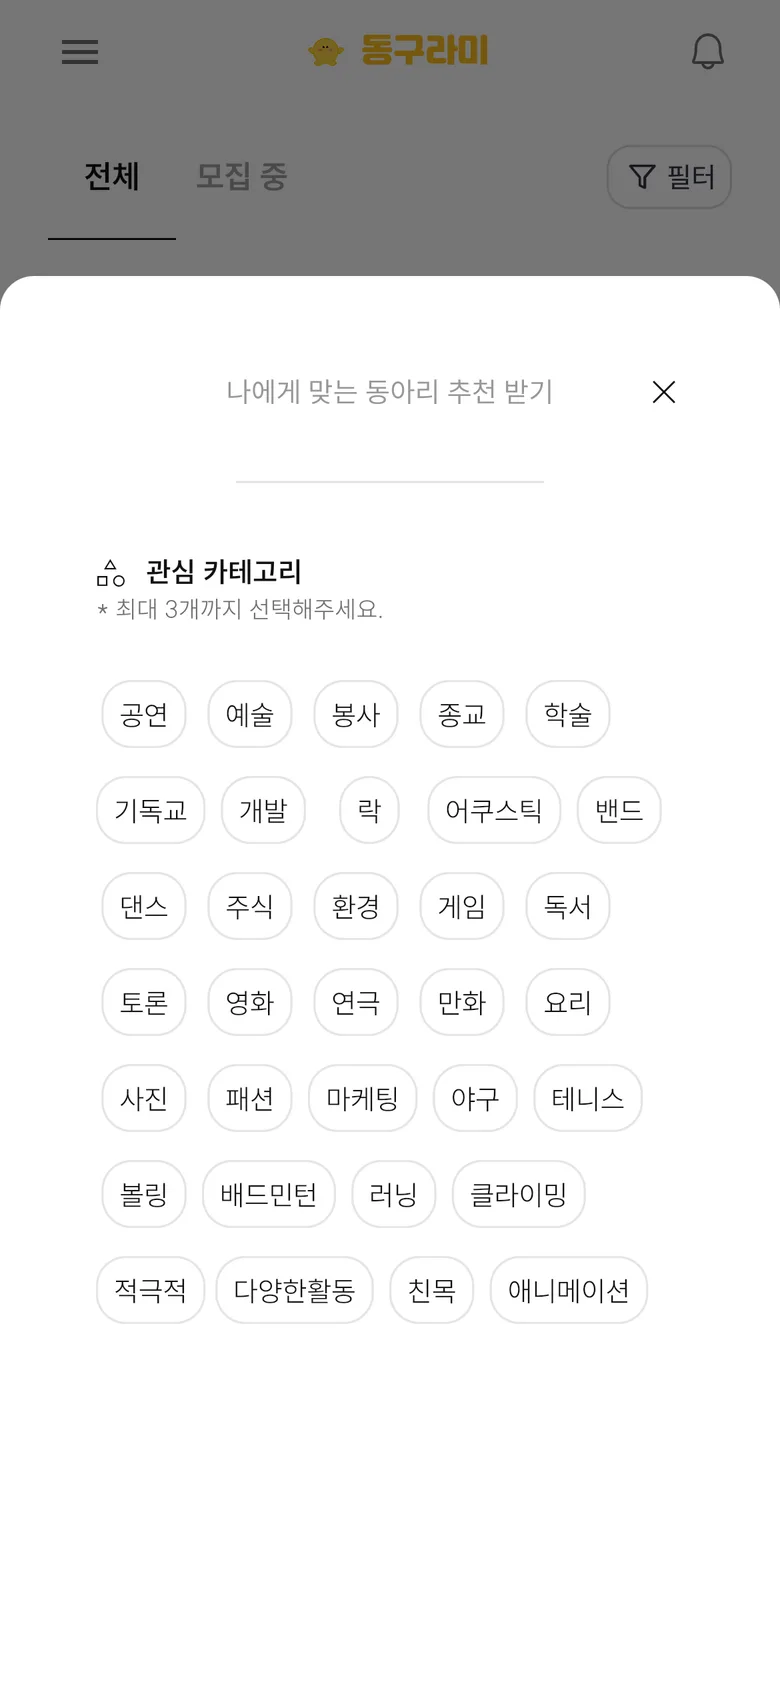 동구라미
전체 모집 중 필터
나에게 맞는 동아리 추천 받기
관심 카테고리
* 최대 3개까지 선택해주세요.
공연 예술 봉사 종교 학술
기독교 개발 락 어쿠스틱 밴드
댄스 주식 환경 게임 독서
토론 영화 연극 만화 요리
사진 패션 마케팅 야구 테니스
볼링 배드민턴 러닝 클라이밍
적극적 다양한활동 친목 애니메이션